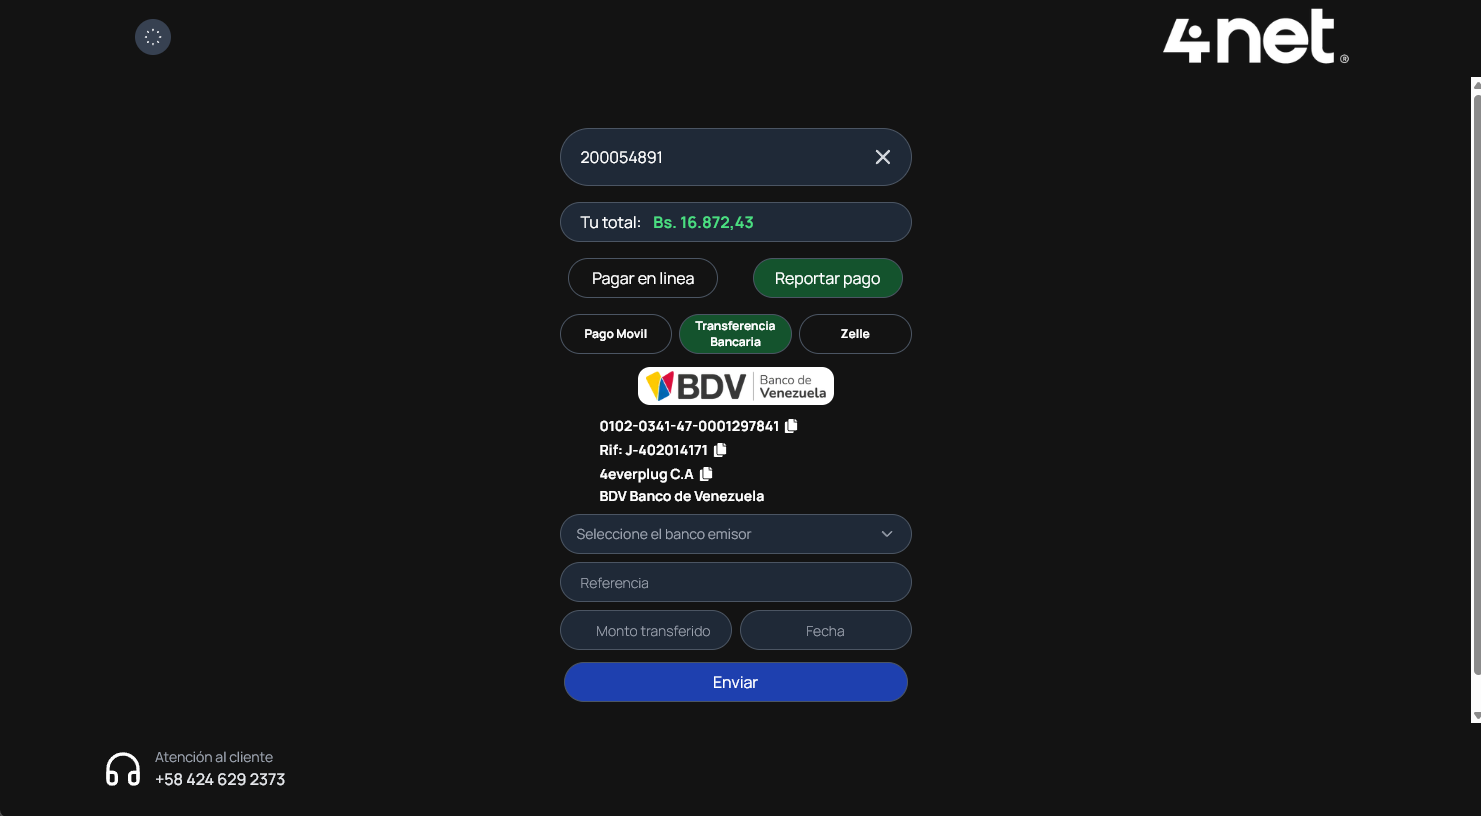 4net®
200054891
Tu total: Bs. 16.872,43
Pagar en linea
Reportar pago
Pago Movil
Transferencia
Bancaria
Zelle
BDV Banco de
Venezuela
0102-0341-47-0001297841
Rif: J-402014171
4everplug C.A
BDV Banco de Venezuela
Seleccione el banco emisor
Referencia
Monto transferido
Fecha
Enviar
Atención al cliente
+58 424 629 2373